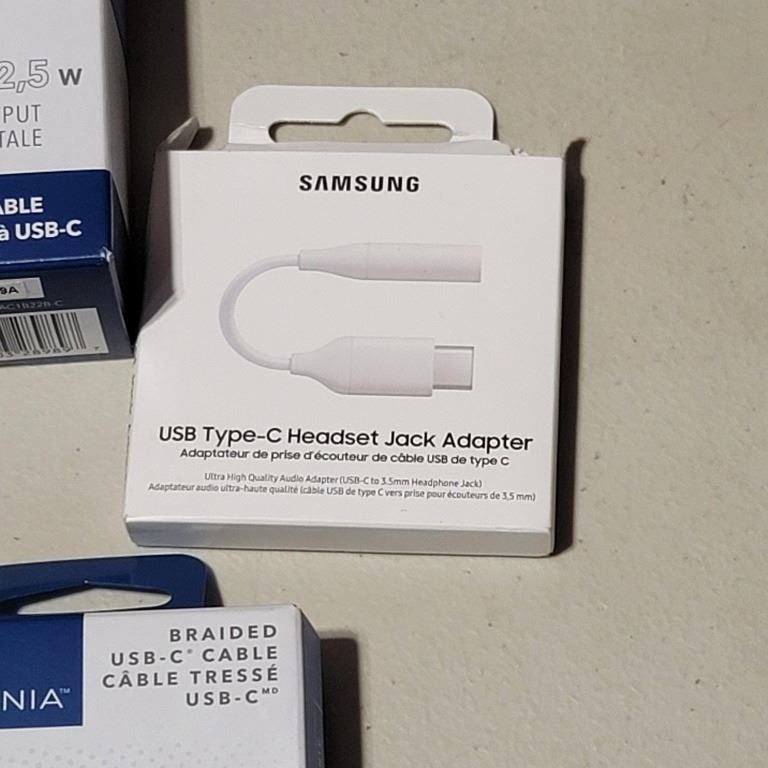 2,5 W
PUT
TALE
ABLE
à USB-C
9A
SAMSUNG
USB Type-C Headset Jack Adapter
Adaptateur de prise d'écouteur de câble USB de type C
Ultra High Quality Audio Adapter (USB-C to 3.5mm Headphone Jack)
Adaptateur audio ultra-haute qualité (câble USB de type C vers prise pour écouteurs de 3,5 mm)
NIA™
BRAIDED
USB-C® CABLE
CÂBLE TRESSÉ
USB-Cᴹᴰ